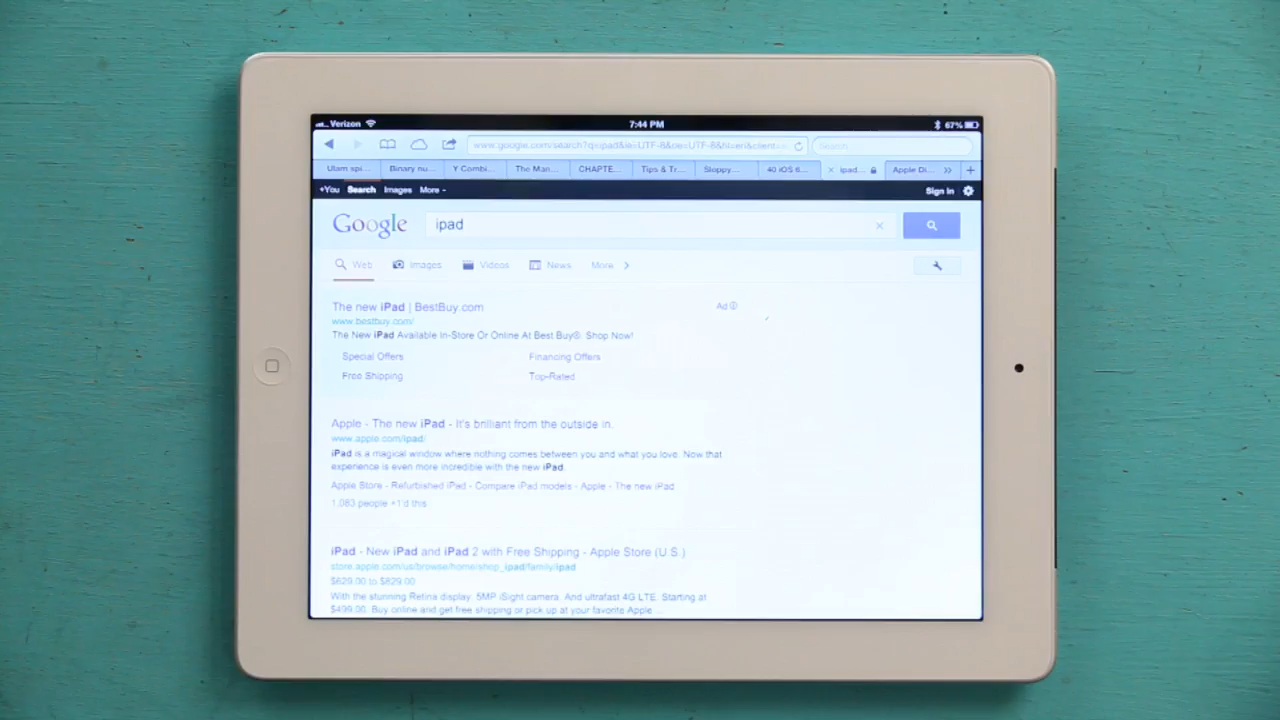 Verizon 7:44 PM 67%
www.google.com/search?q=ipad&ie=UTF-8&oe=UTF-8&hl=en&client= Search
Ulam spi... Binary nu... Y Combi... The Man... CHAPTE... Tips & Tr... Sloppy... 40 iOS 6... × ipad... Apple Di... » +
+You Search Images More Sign in
Google ipad ×
Web Images Videos News More
The new iPad | BestBuy.com Ad
www.bestbuy.com/
The New iPad Available In-Store Or Online At Best Buy® Shop Now!
Special Offers Financing Offers
Free Shipping Top-Rated
Apple - The new iPad - It's brilliant from the outside in.
www.apple.com/ipad/
iPad is a magical window where nothing comes between you and what you love. Now that
experience is even more incredible with the new iPad.
Apple Store - Refurbished iPad - Compare iPad models - Apple - The new iPad
1,083 people +1'd this
iPad - New iPad and iPad 2 with Free Shipping - Apple Store (U.S.)
store.apple.com/us/browse/home/shop_ipad/family/ipad
$629.00 to $829.00
With the stunning Retina display. 5MP iSight camera. And ultrafast 4G LTE. Starting at
$499.00. Buy online and get free shipping or pick up at your favorite Apple ...